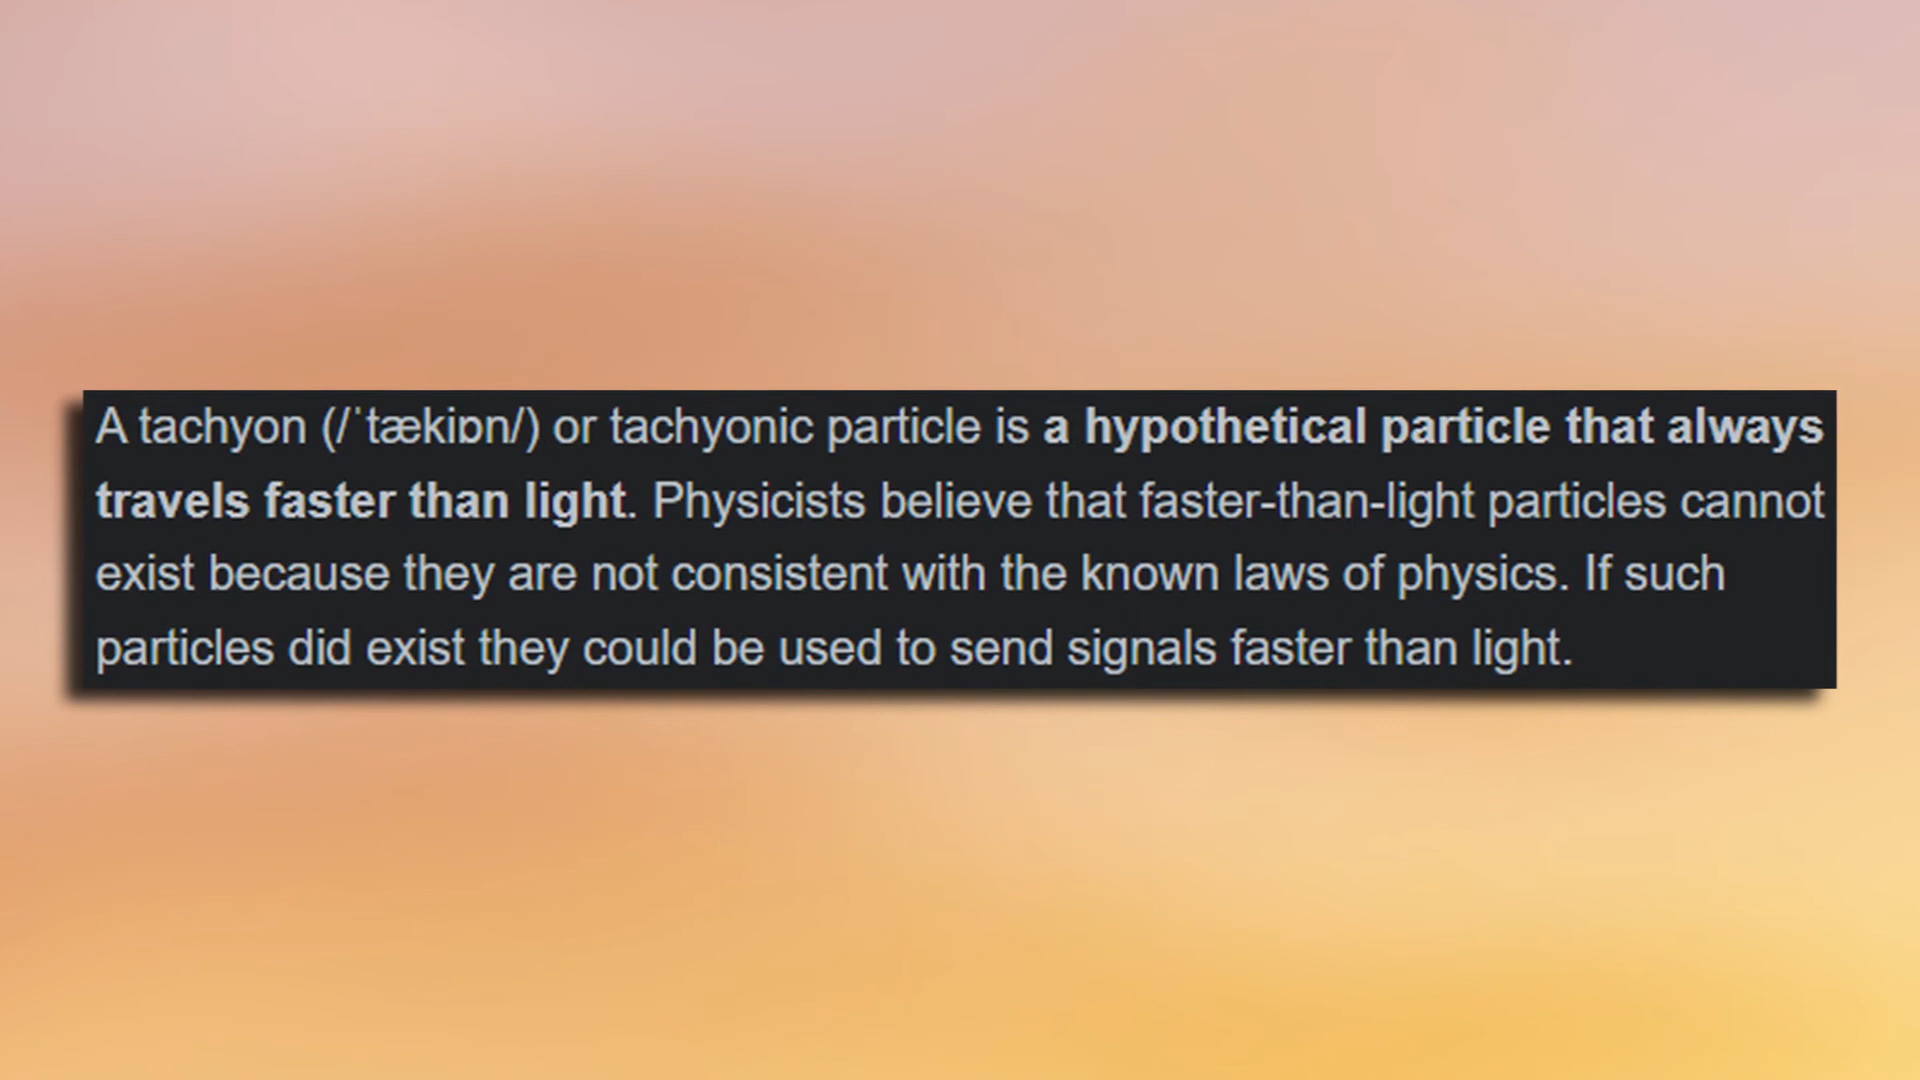 A tachyon (/ˈtækiɒn/) or tachyonic particle is a hypothetical particle that always
travels faster than light. Physicists believe that faster-than-light particles cannot
exist because they are not consistent with the known laws of physics. If such
particles did exist they could be used to send signals faster than light.